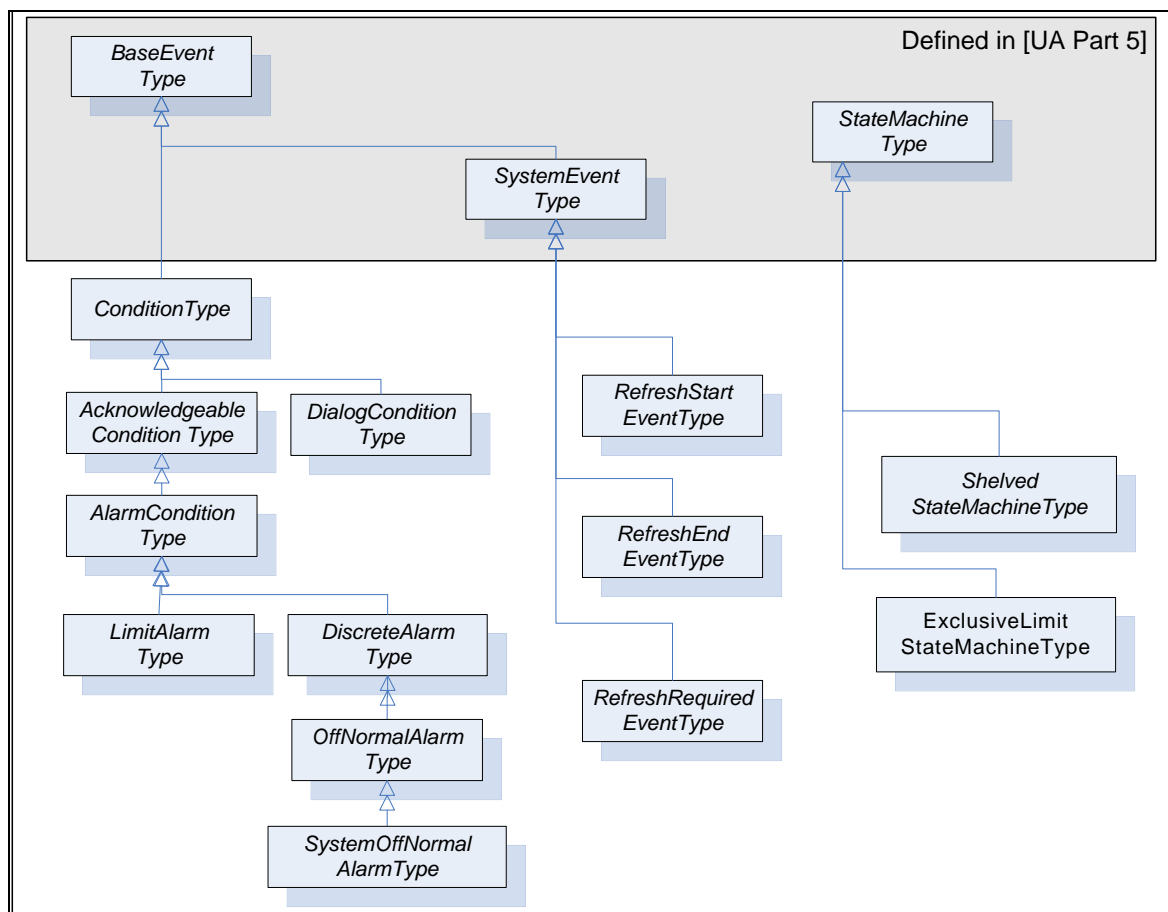 Defined in [UA Part 5]
BaseEvent
Type
StateMachine
Type
SystemEvent
Type
ConditionType
Acknowledgeable
Condition Type
DialogCondition
Type
RefreshStart
EventType
Shelved
StateMachineType
AlarmCondition
Type
RefreshEnd
EventType
LimitAlarm
Type
DiscreteAlarm
Type
ExclusiveLimit
StateMachineType
RefreshRequired
EventType
OffNormalAlarm
Type
SystemOffNormal
AlarmType